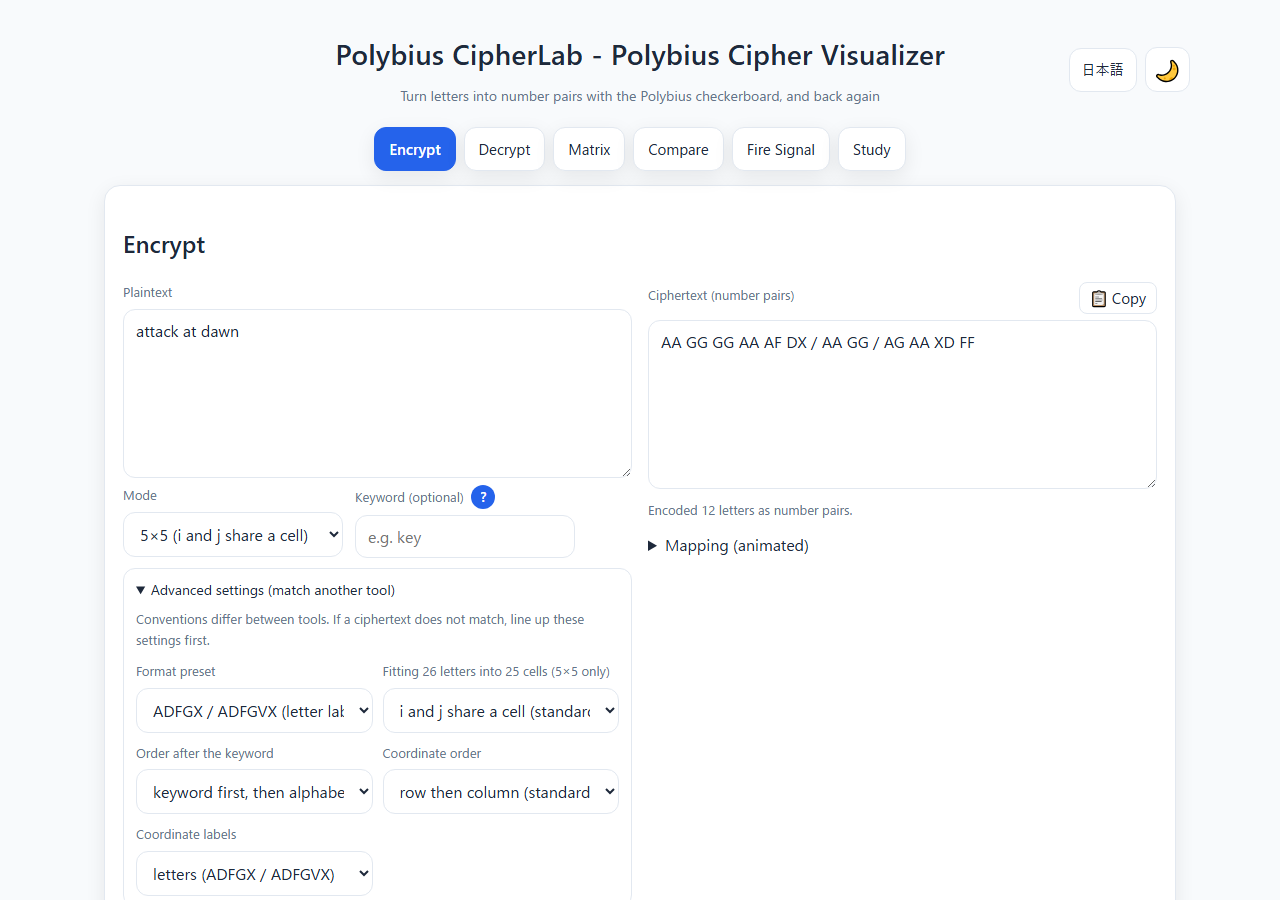 Polybius CipherLab - Polybius Cipher Visualizer
Turn letters into number pairs with the Polybius checkerboard, and back again
日本語
Encrypt
Decrypt
Matrix
Compare
Fire Signal
Study
Encrypt
Plaintext
attack at dawn
Ciphertext (number pairs)
Copy
AA GG GG AA AF DX / AA GG / AG AA XD FF
Encoded 12 letters as number pairs.
Mapping (animated)
Mode
5×5 (i and j share a cell)
Keyword (optional)
?
e.g. key
Advanced settings (match another tool)
Conventions differ between tools. If a ciphertext does not match, line up these
settings first.
Format preset
ADFGX / ADFGVX (letter lab
Fitting 26 letters into 25 cells (5×5 only)
i and j share a cell (standard
Order after the keyword
keyword first, then alphabe
Coordinate order
row then column (standard
Coordinate labels
letters (ADFGX / ADFGVX)